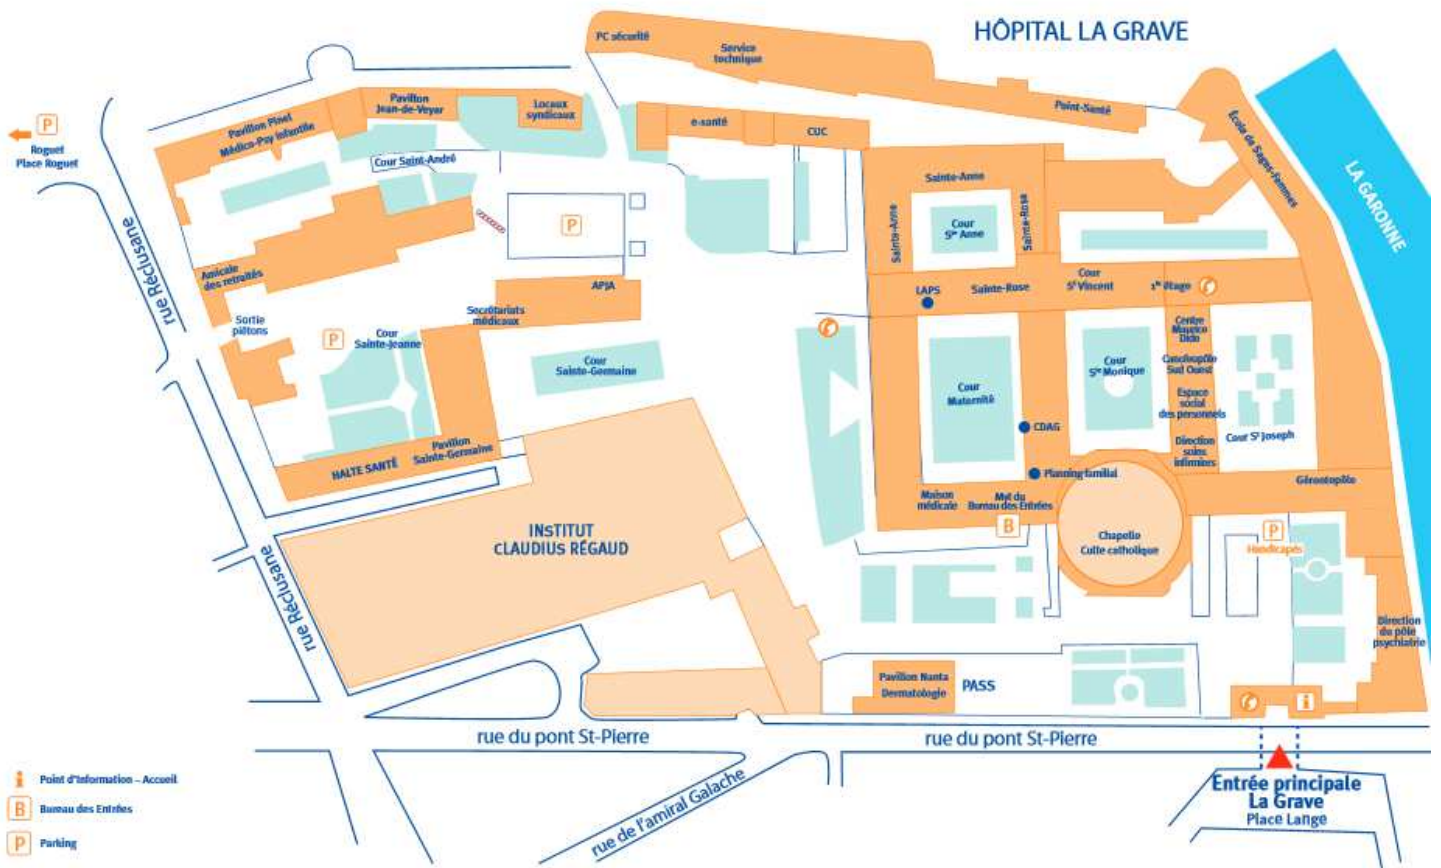 HÔPITAL LA GRAVE
PC sécurité
Service
technique
Point-Santé
École de Sages-Femmes
LA GARONNE
P
Roguet
Place Roguet
Pavillon Pinel
Médico-Psy infantile
Pavillon
Jean-de-Veyer
Locaux
syndicaux
e-santé
CUC
Cour Saint-André
P
rue Réclusane
Sainte-Anne
Sainte-Anne
Cour
Ste Anne
Sainte-Rose
Amicale
des retraités
APJA
Secrétariats
médicaux
LAPS
Sainte-Rose
Cour
St Vincent
1er étage
Sortie
piétons
P
Cour
Sainte-Jeanne
Cour
Sainte-Germaine
Cour
Maternité
Cour
Ste Monique
Centre
Maurice
Dide
Cancéropôle
Sud Ouest
Espace
social
des personnels
Direction
soins
infirmiers
Cour St Joseph
CDAG
Planning familial
HALTE SANTÉ
Pavillon
Sainte-Germaine
Maison
médicale
Bureau des Entrées
B
Gérontopôle
INSTITUT
CLAUDIUS RÉGAUD
Chapelle
Culte catholique
P
Handicapés
rue Réclusane
Direction
du pôle
psychiatrie
Pavillon Nanta
Dermatologie
PASS
i
rue du pont St-Pierre
rue du pont St-Pierre
rue de l'amiral Galache
Entrée principale
La Grave
Place Lange
i Point d'Information – Accueil
B Bureau des Entrées
P Parking